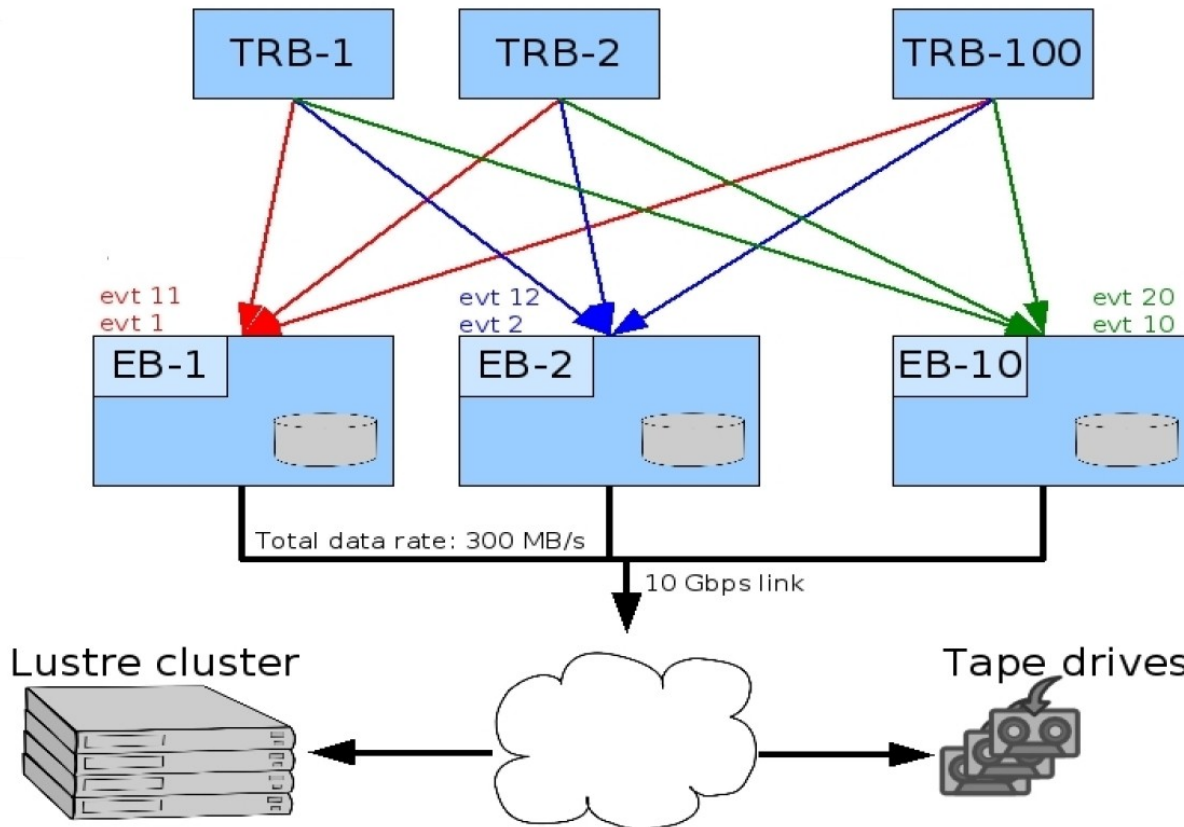 TRB-1
TRB-2
TRB-100
evt 11
evt 1
evt 12
evt 2
evt 20
evt 10
EB-1
EB-2
EB-10
Total data rate: 300 MB/s
10 Gbps link
Lustre cluster
Tape drives